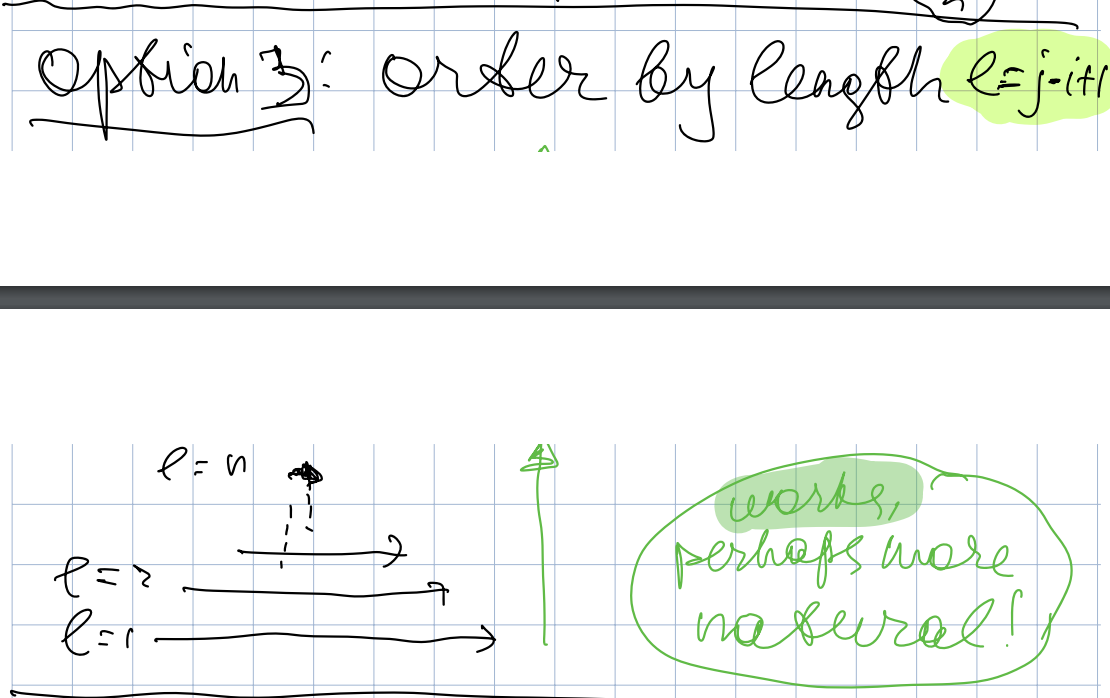 Option 3: order by length l=j-i+1
l=n
works,
perhaps more
l=2
natural!
l=1